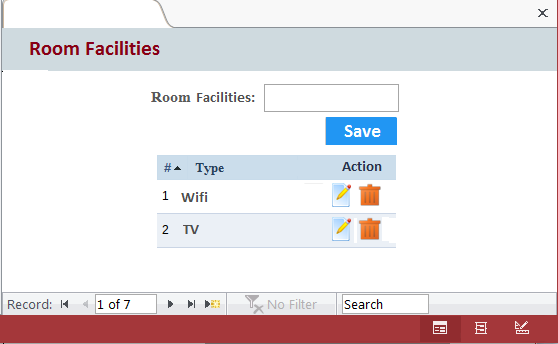 Room Facilities
Room Facilities:
Save
# Type Action
1 Wifi
2 TV
Record: 1 of 7 No Filter Search